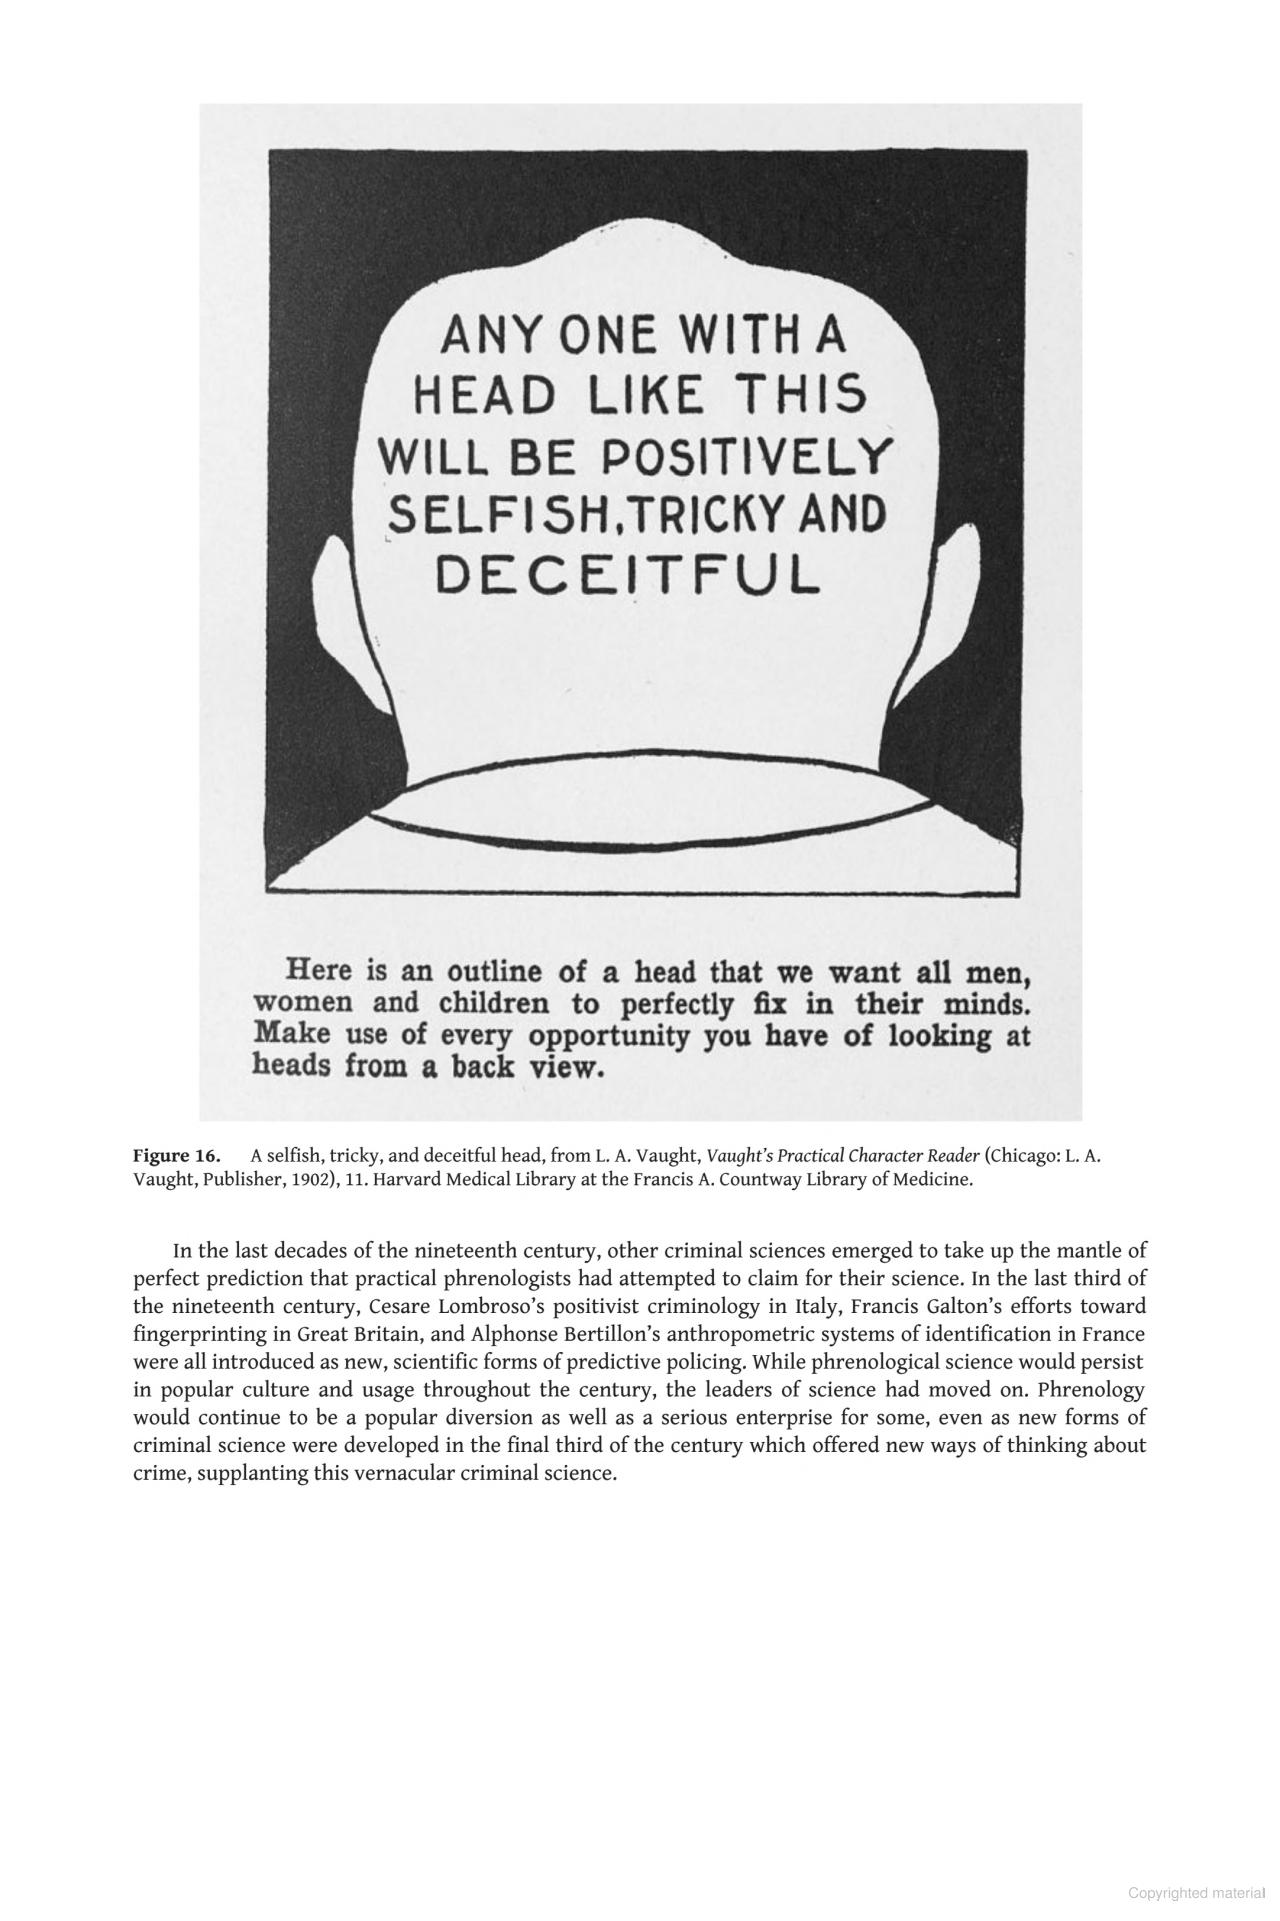 ANY ONE WITH A
HEAD LIKE THIS
WILL BE POSITIVELY
SELFISH, TRICKY AND
DECEITFUL
Here is an outline of a head that we want all men,
women and children to perfectly fix in their minds.
Make use of every opportunity you have of looking at
heads from a back view.
Figure 16. A selfish, tricky, and deceitful head, from L. A. Vaught, Vaught's Practical Character Reader (Chicago: L. A.
Vaught, Publisher, 1902), 11. Harvard Medical Library at the Francis A. Countway Library of Medicine.
In the last decades of the nineteenth century, other criminal sciences emerged to take up the mantle of
perfect prediction that practical phrenologists had attempted to claim for their science. In the last third of
the nineteenth century, Cesare Lombroso's positivist criminology in Italy, Francis Galton's efforts toward
fingerprinting in Great Britain, and Alphonse Bertillon's anthropometric systems of identification in France
were all introduced as new, scientific forms of predictive policing. While phrenological science would persist
in popular culture and usage throughout the century, the leaders of science had moved on. Phrenology
would continue to be a popular diversion as well as a serious enterprise for some, even as new forms of
criminal science were developed in the final third of the century which offered new ways of thinking about
crime, supplanting this vernacular criminal science.
Copyrighted material